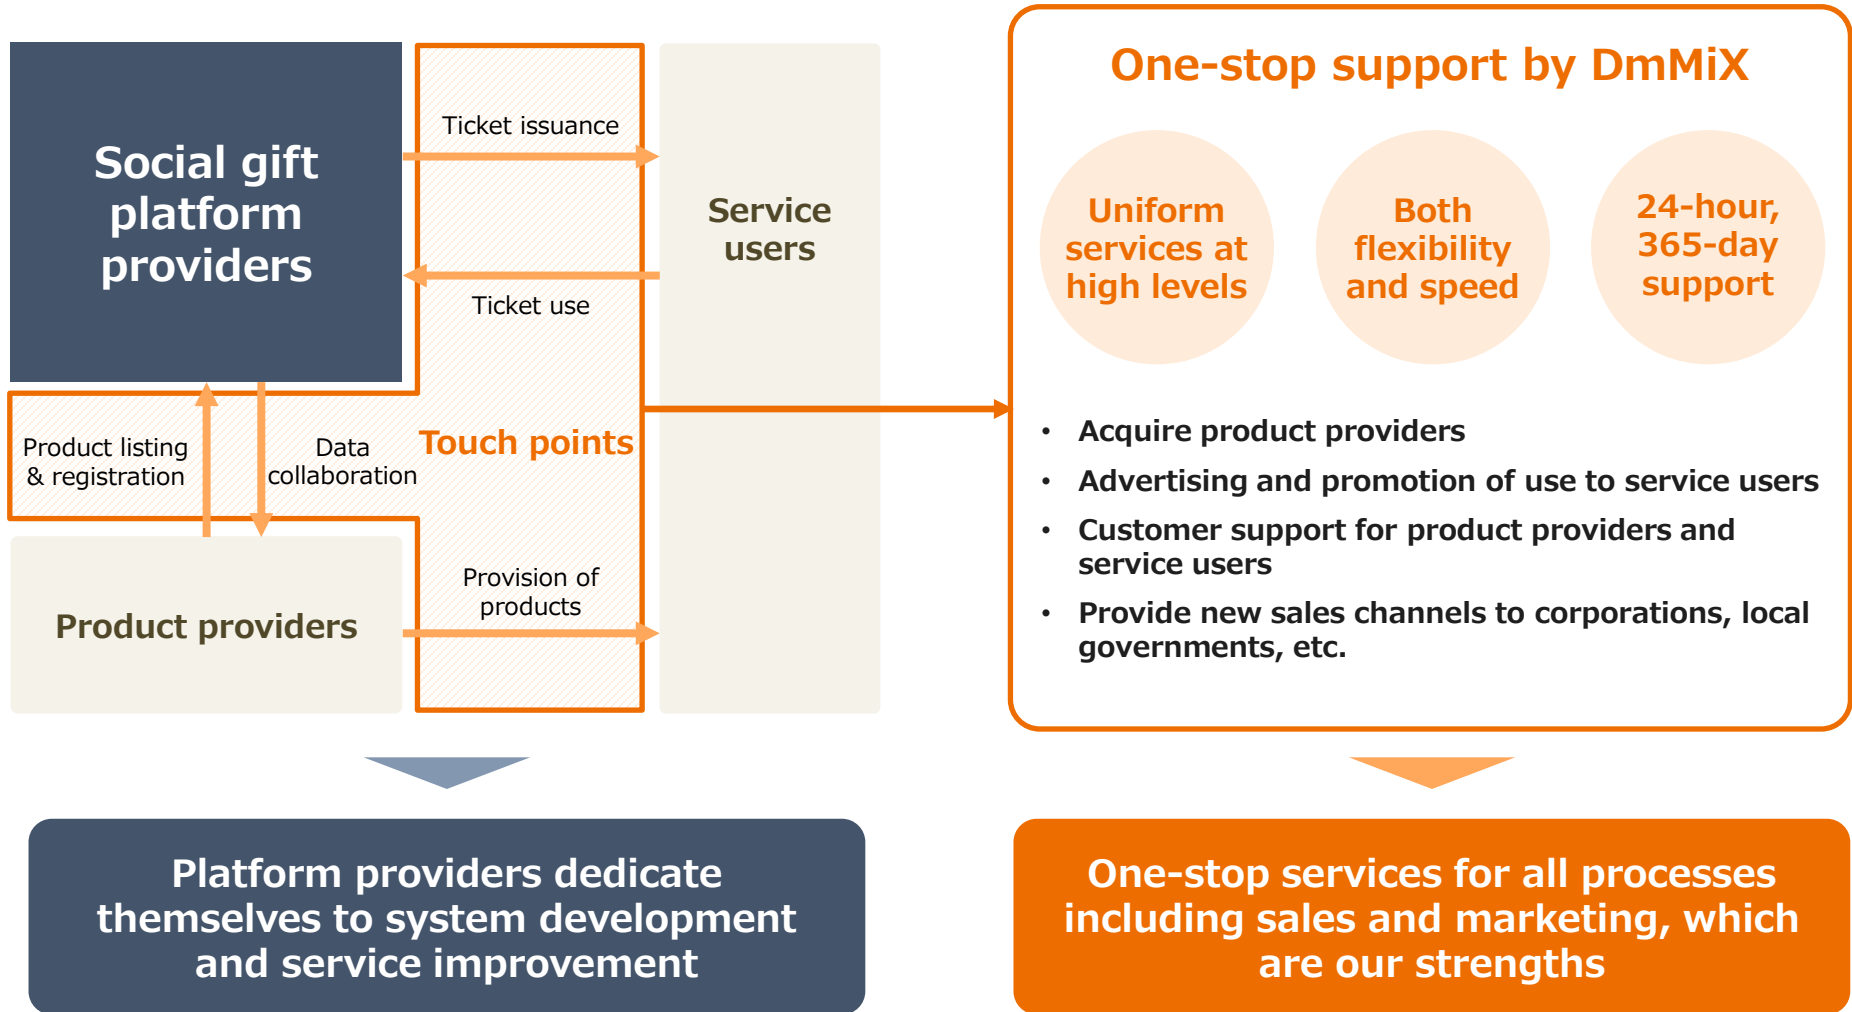 Social gift
platform
providers
Ticket issuance
Ticket use
Service
users
Product listing
& registration
Data
collaboration
Touch points
Product providers
Provision of
products
Platform providers dedicate
themselves to system development
and service improvement
One-stop support by DmMiX
Uniform
services at
high levels
Both
flexibility
and speed
24-hour,
365-day
support
• Acquire product providers
• Advertising and promotion of use to service users
• Customer support for product providers and
service users
• Provide new sales channels to corporations, local
governments, etc.
One-stop services for all processes
including sales and marketing, which
are our strengths